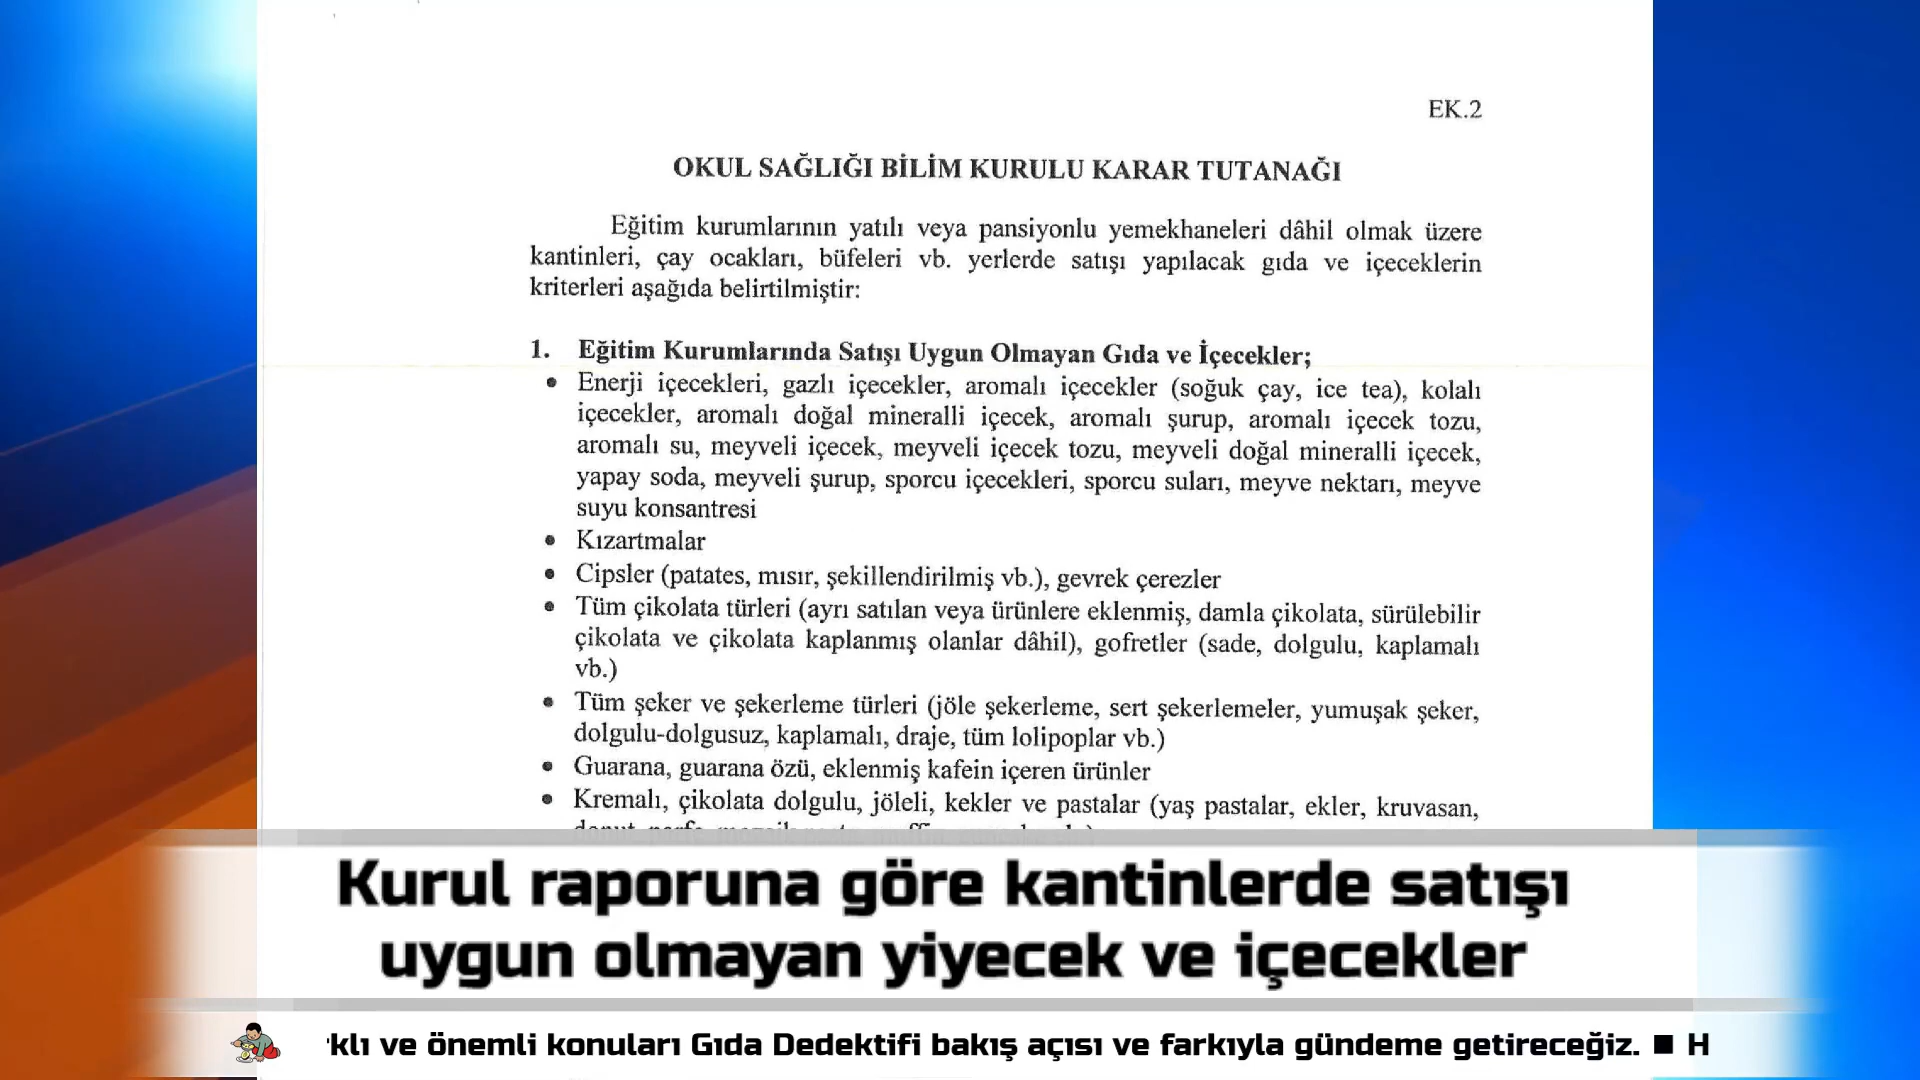 EK.2
OKUL SAĞLIĞI BİLİM KURULU KARAR TUTANAĞI
Eğitim kurumlarının yatılı veya pansiyonlu yemekhaneleri dâhil olmak üzere
kantinleri, çay ocakları, büfeleri vb. yerlerde satışı yapılacak gıda ve içeceklerin
kriterleri aşağıda belirtilmiştir:
1. Eğitim Kurumlarında Satışı Uygun Olmayan Gıda ve İçecekler;
• Enerji içecekleri, gazlı içecekler, aromalı içecekler (soğuk çay, ice tea), kolalı
içecekler, aromalı doğal mineralli içecek, aromalı şurup, aromalı içecek tozu,
aromalı su, meyveli içecek, meyveli içecek tozu, meyveli doğal mineralli içecek,
yapay soda, meyveli şurup, sporcu içecekleri, sporcu suları, meyve nektarı, meyve
suyu konsantresi
• Kızartmalar
• Cipsler (patates, mısır, şekillendirilmiş vb.), gevrek çerezler
• Tüm çikolata türleri (ayrı satılan veya ürünlere eklenmiş, damla çikolata, sürülebilir
çikolata ve çikolata kaplanmış olanlar dâhil), gofretler (sade, dolgulu, kaplamalı
vb.)
• Tüm şeker ve şekerleme türleri (jöle şekerleme, sert şekerlemeler, yumuşak şeker,
dolgulu-dolgusuz, kaplamalı, draje, tüm lolipoplar vb.)
• Guarana, guarana özü, eklenmiş kafein içeren ürünler
• Kremalı, çikolata dolgulu, jöleli, kekler ve pastalar (yaş pastalar, ekler, kruvasan,
Kurul raporuna göre kantinlerde satışı
uygun olmayan yiyecek ve içecekler
rklı ve önemli konuları Gıda Dedektifi bakış açısı ve farkıyla gündeme getireceğiz. ■ H